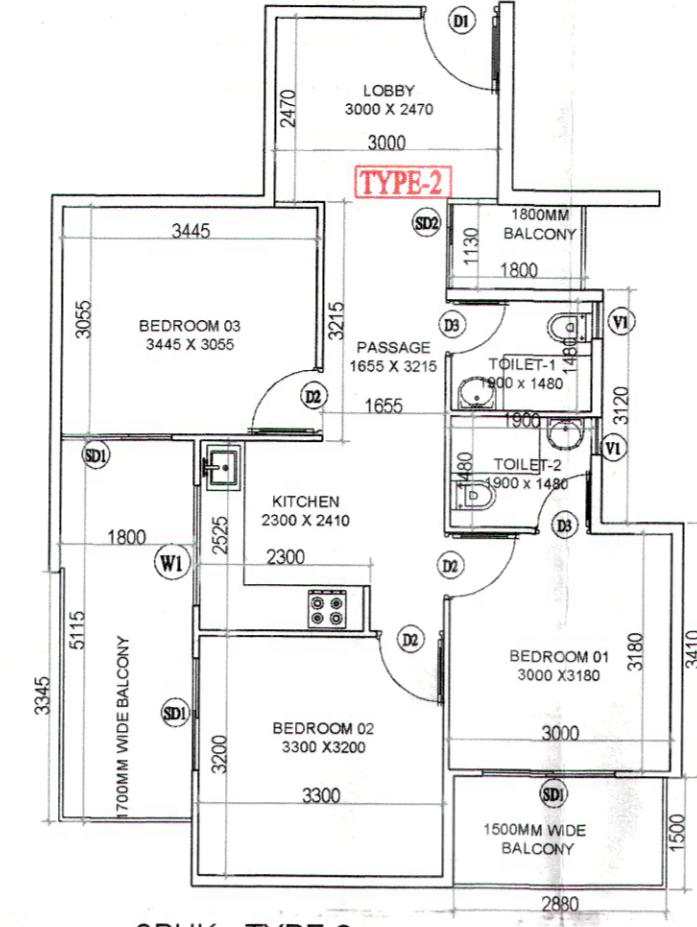 D1
LOBBY
3000 X 2470
2470
3000
TYPE-2
SD2
1800MM
BALCONY
1130
1800
3445
3055
BEDROOM 03
3445 X 3055
3215
D3
V1
PASSAGE
1655 X 3215
TOILET-1
1900 x 1480
1480
3120
D2
1655
1900
V1
SD1
TOILET-2
1900 x 1480
1480
KITCHEN
2300 X 2410
2525
2300
1800
W1
D3
D2
5115
3345
1700MM WIDE BALCONY
D2
BEDROOM 01
3000 X3180
3180
3410
SD1
BEDROOM 02
3300 X3200
3200
3300
3000
SD1
1500MM WIDE
BALCONY
1500
2880